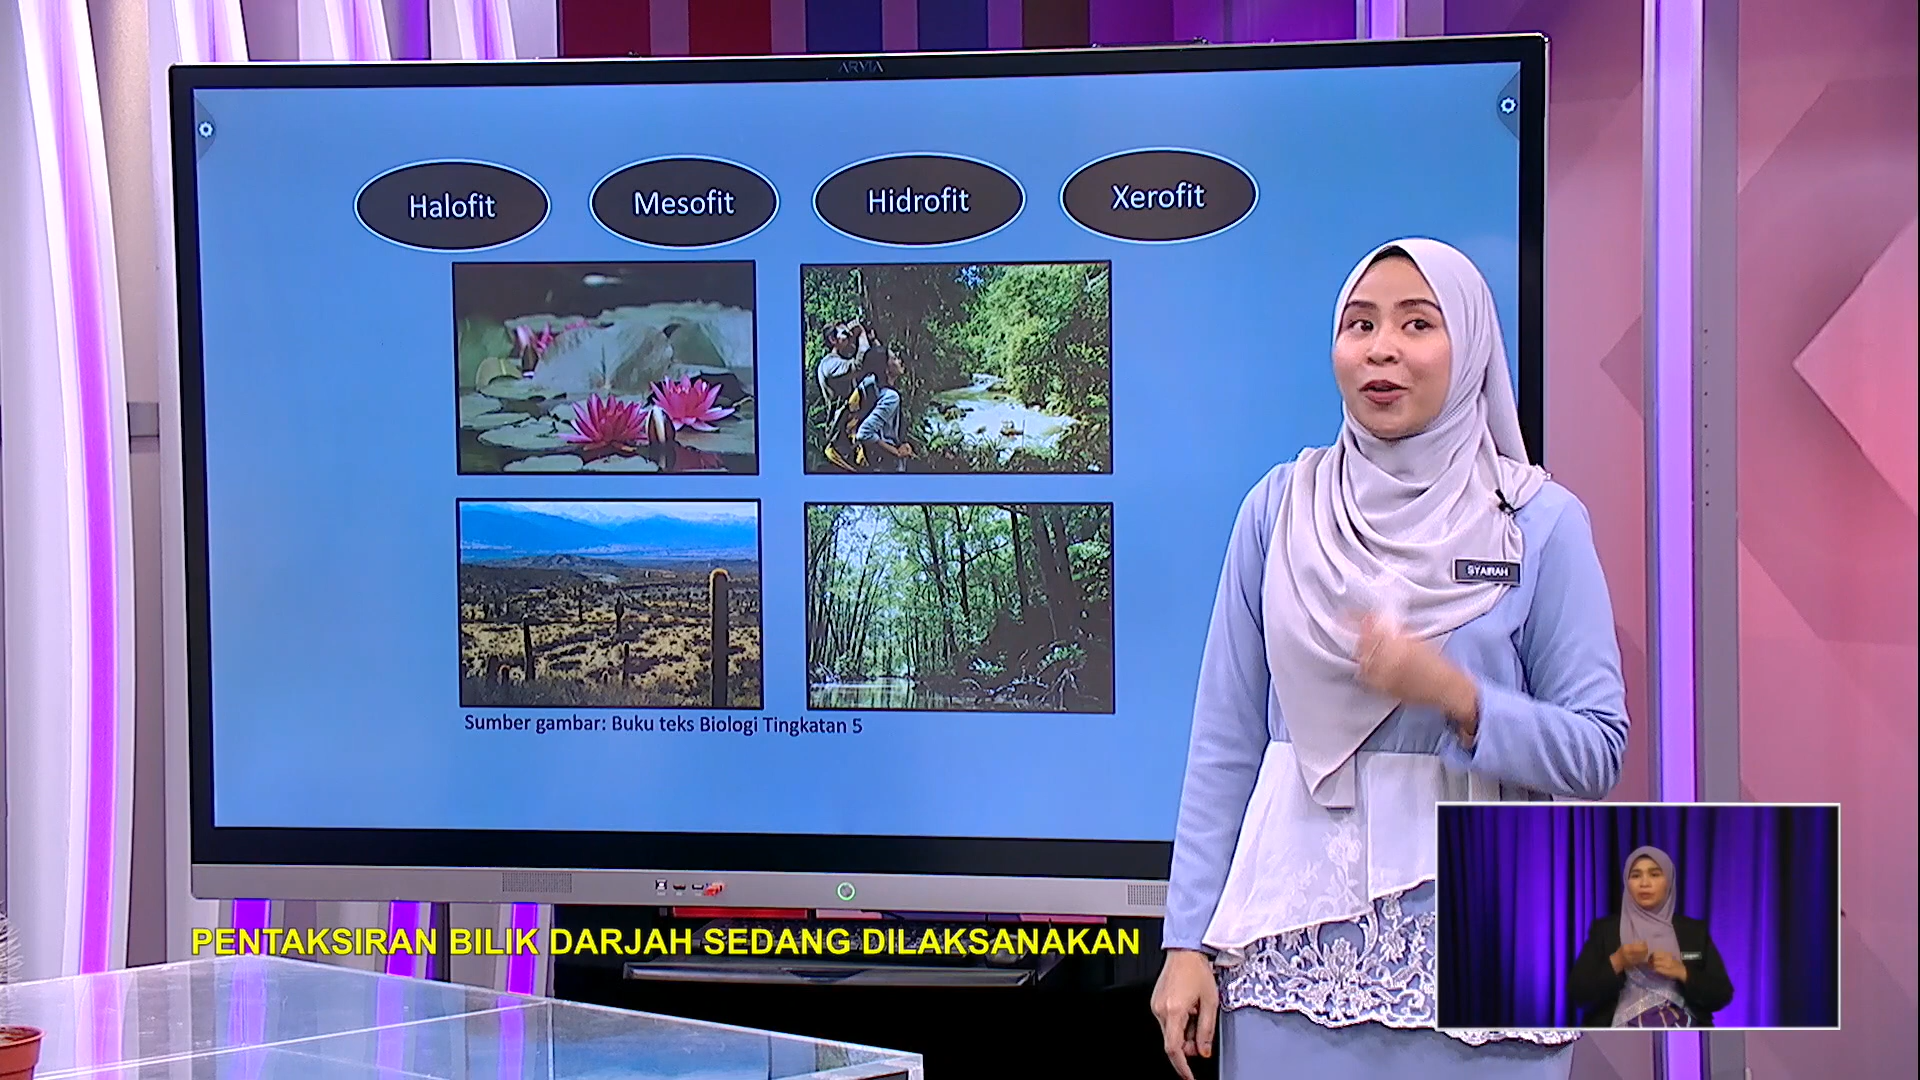 ARVIA
Halofit
Mesofit
Hidrofit
Xerofit
SYAIRAH
Sumber gambar: Buku teks Biologi Tingkatan 5
PENTAKSIRAN BILIK DARJAH SEDANG DILAKSANAKAN